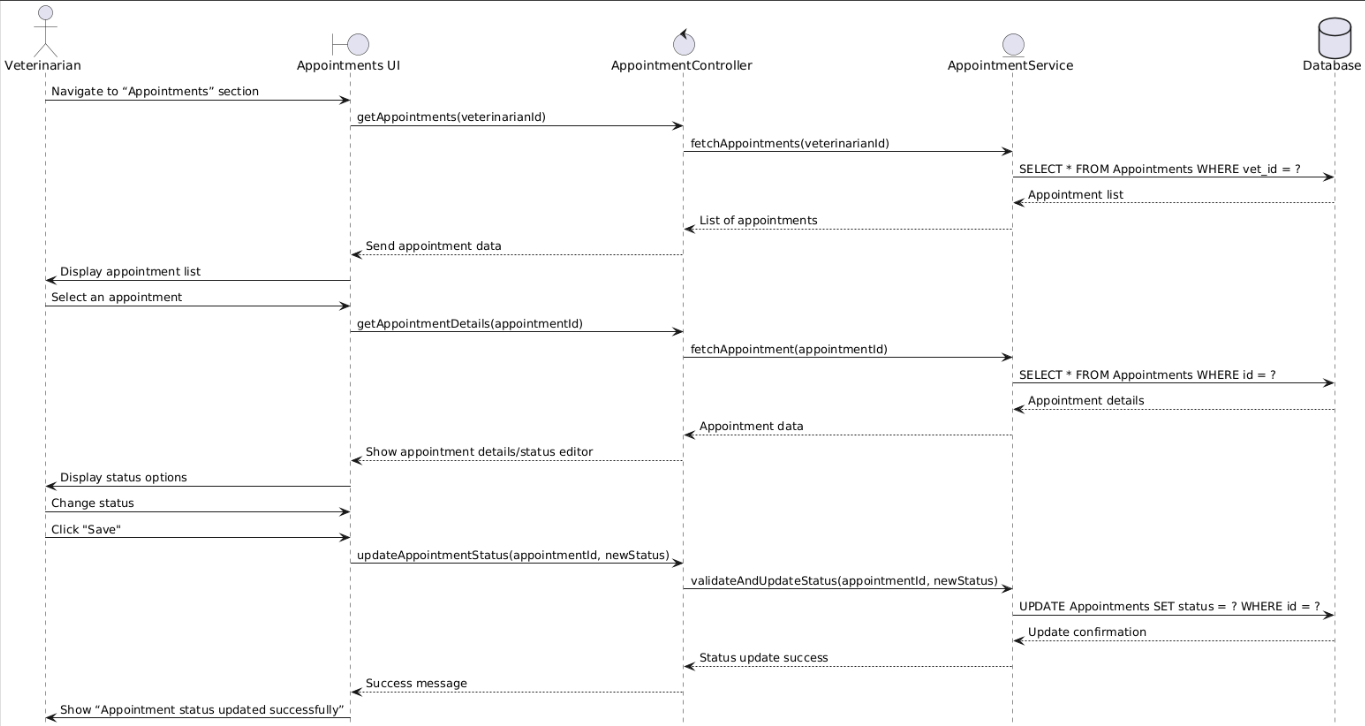 Veterinarian
Appointments UI
AppointmentController
AppointmentService
Database
Navigate to “Appointments” section
getAppointments(veterinarianId)
fetchAppointments(veterinarianId)
SELECT * FROM Appointments WHERE vet_id = ?
Appointment list
List of appointments
Send appointment data
Display appointment list
Select an appointment
getAppointmentDetails(appointmentId)
fetchAppointment(appointmentId)
SELECT * FROM Appointments WHERE id = ?
Appointment details
Appointment data
Show appointment details/status editor
Display status options
Change status
Click "Save"
updateAppointmentStatus(appointmentId, newStatus)
validateAndUpdateStatus(appointmentId, newStatus)
UPDATE Appointments SET status = ? WHERE id = ?
Update confirmation
Status update success
Success message
Show “Appointment status updated successfully”